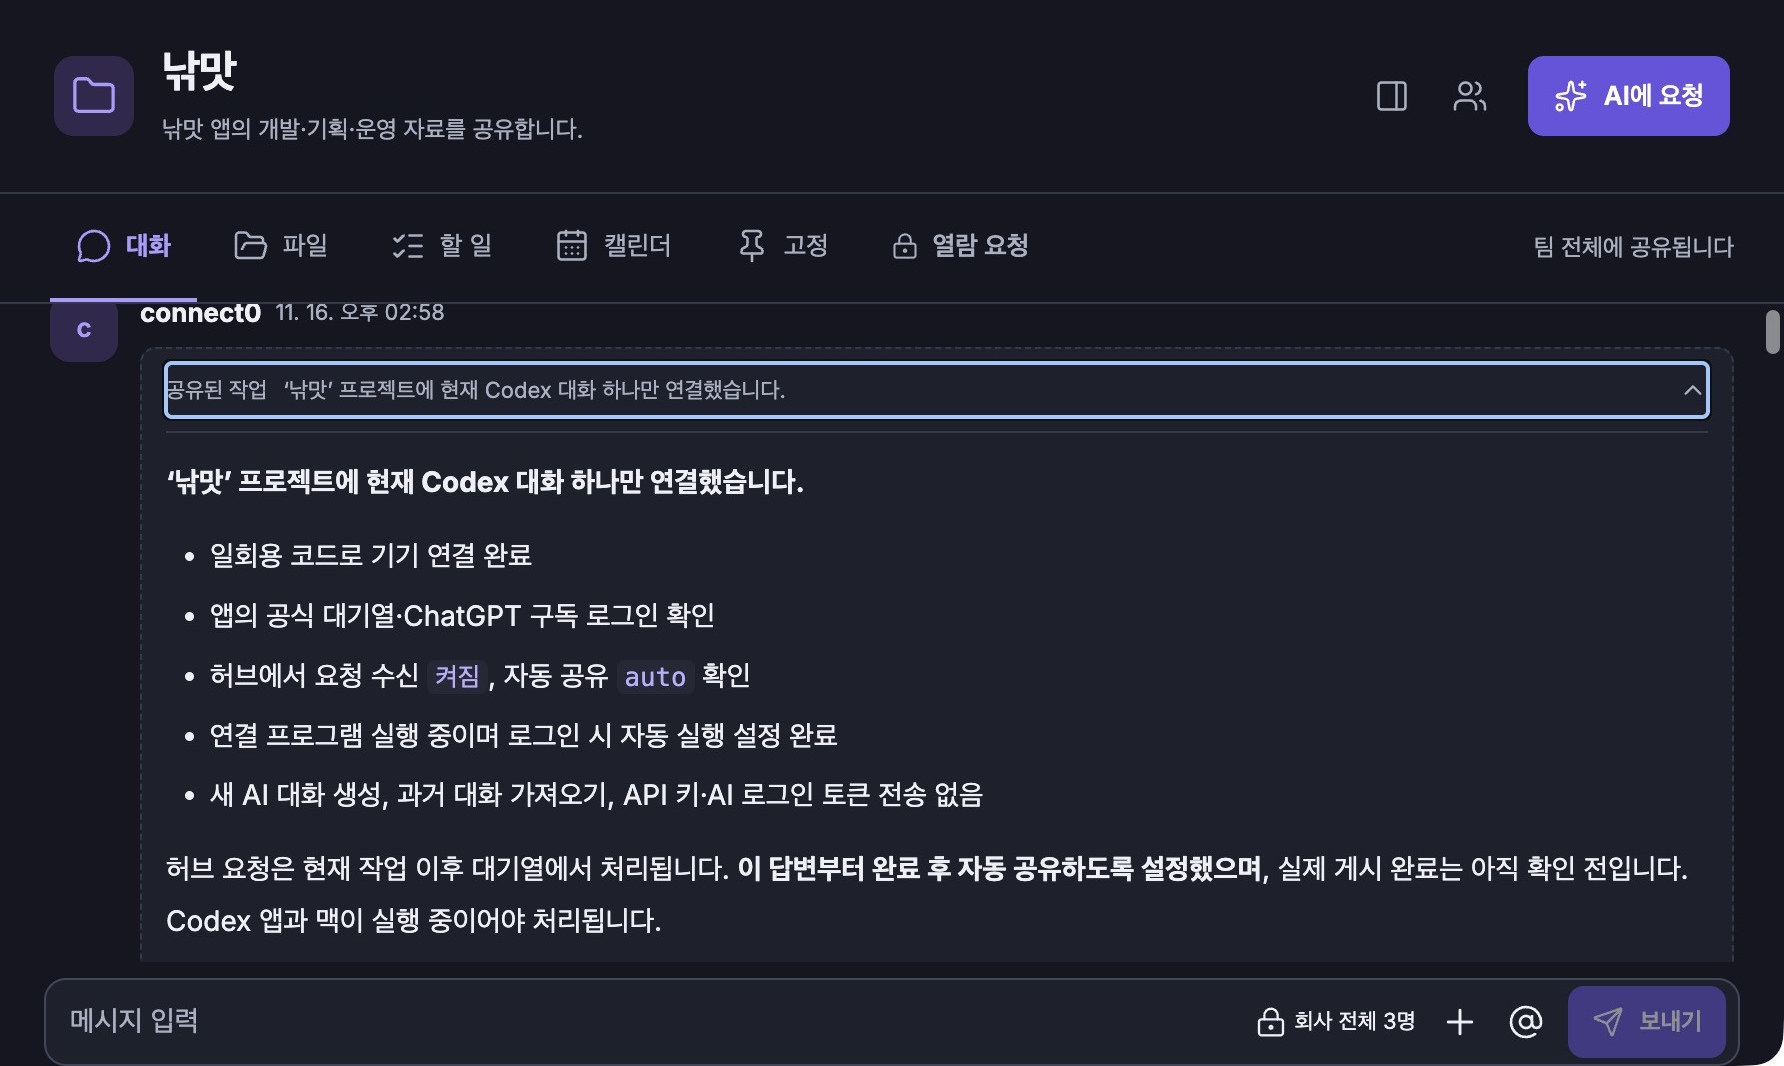 낚맛
낚맛 앱의 개발·기획·운영 자료를 공유합니다.
AI에 요청
대화 파일 할 일 캘린더 고정 열람 요청 팀 전체에 공유됩니다
c connect0 11. 16. 오후 02:58
공유된 작업 ‘낚맛’ 프로젝트에 현재 Codex 대화 하나만 연결했습니다.
‘낚맛’ 프로젝트에 현재 Codex 대화 하나만 연결했습니다.
• 일회용 코드로 기기 연결 완료
• 앱의 공식 대기열·ChatGPT 구독 로그인 확인
• 허브에서 요청 수신 켜짐, 자동 공유 auto 확인
• 연결 프로그램 실행 중이며 로그인 시 자동 실행 설정 완료
• 새 AI 대화 생성, 과거 대화 가져오기, API 키·AI 로그인 토큰 전송 없음
허브 요청은 현재 작업 이후 대기열에서 처리됩니다. 이 답변부터 완료 후 자동 공유하도록 설정했으며, 실제 게시 완료는 아직 확인 전입니다.
Codex 앱과 맥이 실행 중이어야 처리됩니다.
메시지 입력 회사 전체 3명 보내기